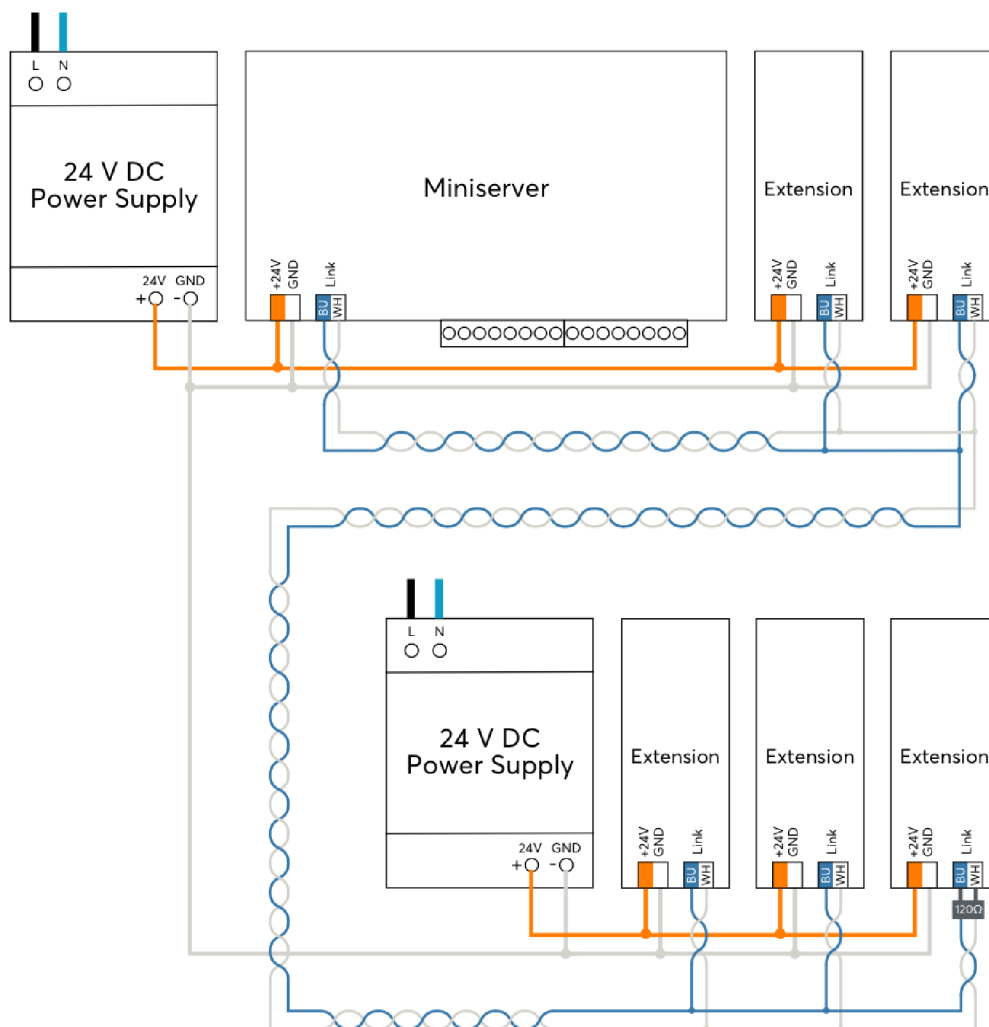 L N
24 V DC
Power Supply
24V GND
+ -
Miniserver
+24V
GND
Link
BU
WH
Extension
+24V
GND
Link
BU
WH
Extension
+24V
GND
Link
BU
WH
L N
24 V DC
Power Supply
24V GND
+ -
Extension
+24V
GND
Link
BU
WH
Extension
+24V
GND
Link
BU
WH
Extension
+24V
GND
Link
BU
WH
120Ω